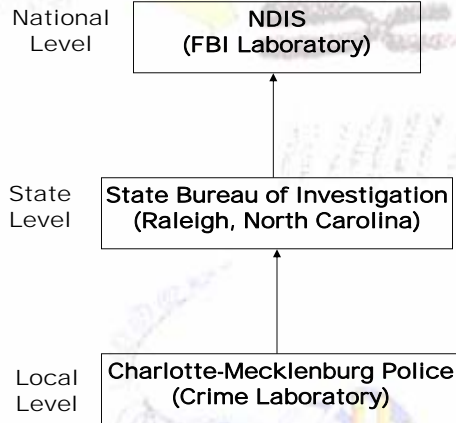 National
Level
NDIS
(FBI Laboratory)
State
Level
State Bureau of Investigation
(Raleigh, North Carolina)
Local
Level
Charlotte-Mecklenburg Police
(Crime Laboratory)